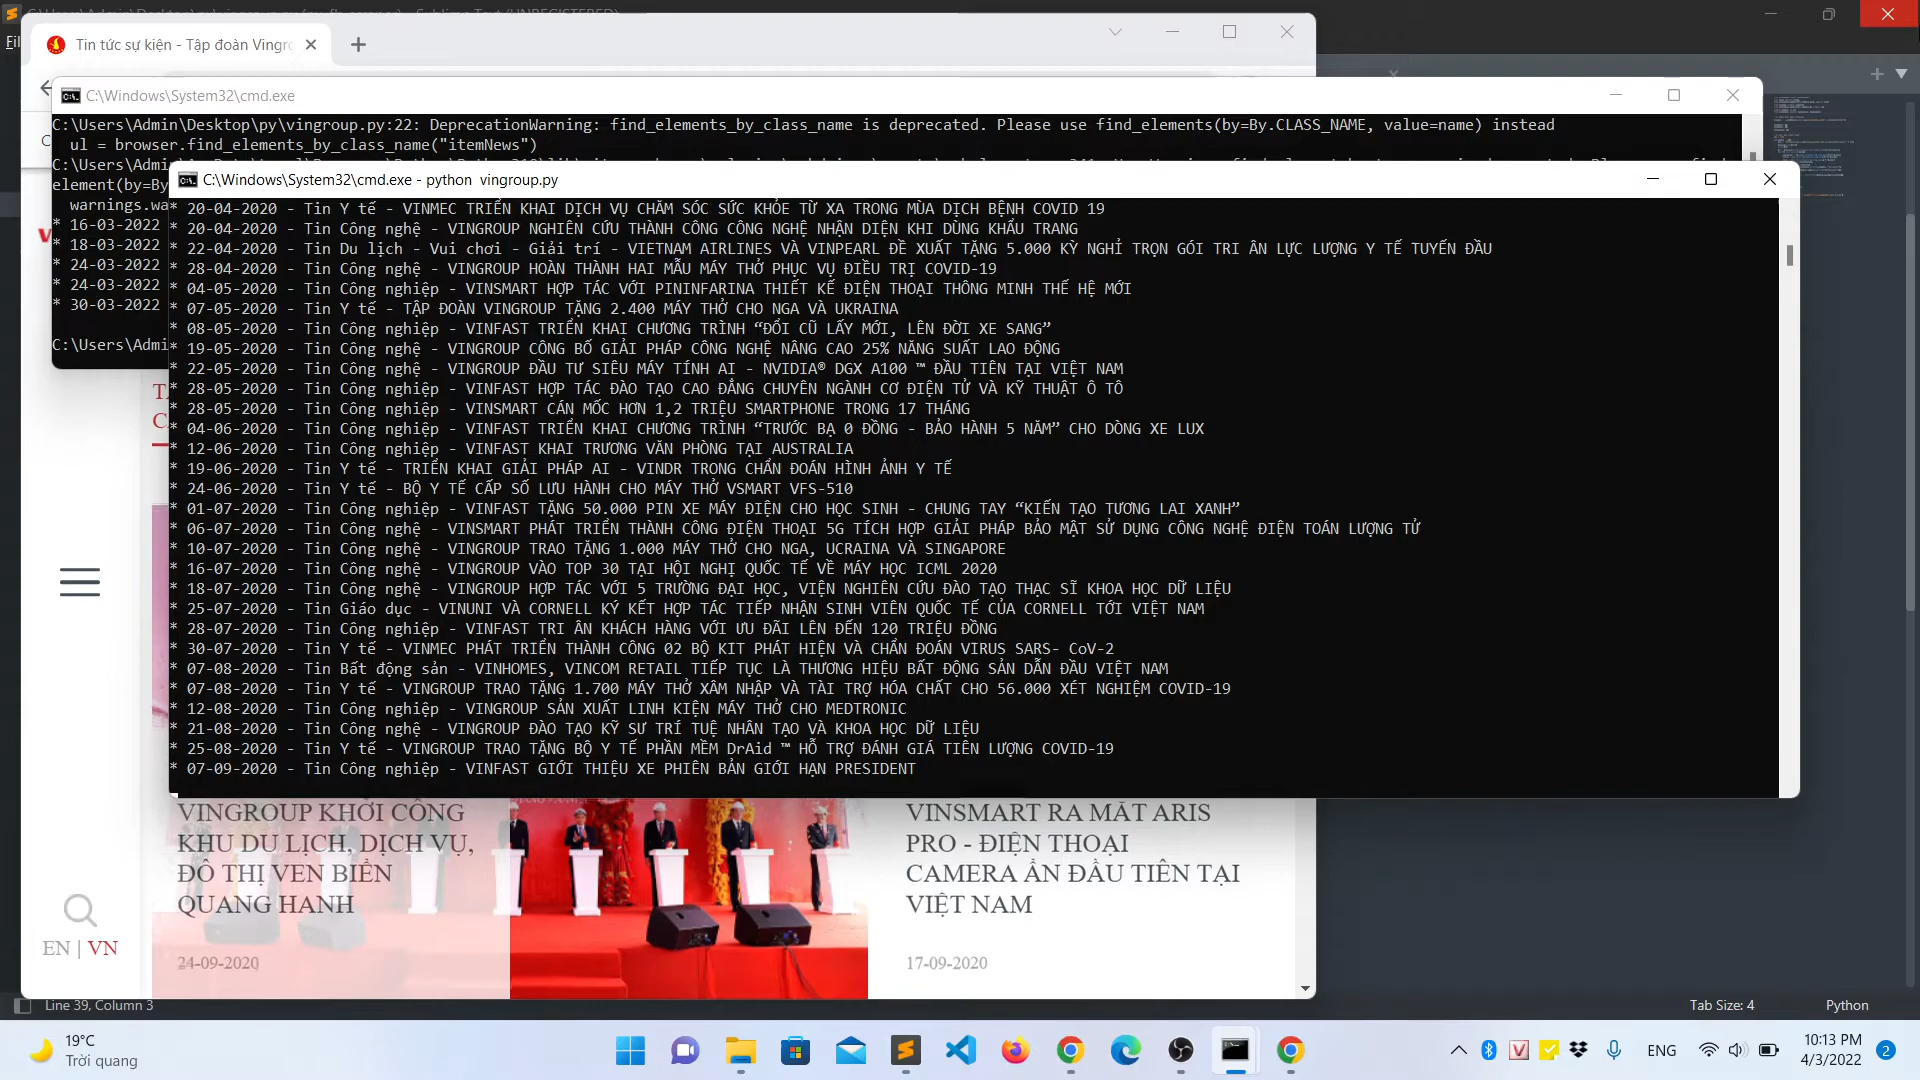 Tin tức sự kiện - Tập đoàn Vingr
C:\Windows\System32\cmd.exe
C:\Users\Admin\Desktop\py\vingroup.py:22: DeprecationWarning: find_elements_by_class_name is deprecated. Please use find_elements(by=By.CLASS_NAME, value=name) instead
ul = browser.find_elements_by_class_name("itemNews")
element(by=By
warnings.wa
* 16-03-2022
* 18-03-2022
* 24-03-2022
* 24-03-2022
* 30-03-2022
C:\Users\Admi
C:\Windows\System32\cmd.exe - python vingroup.py
* 20-04-2020 - Tin Y tế - VINMEC TRIỂN KHAI DỊCH VỤ CHĂM SÓC SỨC KHỎE TỪ XA TRONG MÙA DỊCH BỆNH COVID 19
* 20-04-2020 - Tin Công nghệ - VINGROUP NGHIÊN CỨU THÀNH CÔNG CÔNG NGHỆ NHẬN DIỆN KHI DÙNG KHẨU TRANG
* 22-04-2020 - Tin Du lịch - Vui chơi - Giải trí - VIETNAM AIRLINES VÀ VINPEARL ĐỀ XUẤT TẶNG 5.000 KỲ NGHỈ TRỌN GÓI TRI ÂN LỰC LƯỢNG Y TẾ TUYẾN ĐẦU
* 28-04-2020 - Tin Công nghệ - VINGROUP HOÀN THÀNH HAI MẪU MÁY THỞ PHỤC VỤ ĐIỀU TRỊ COVID-19
* 04-05-2020 - Tin Công nghiệp - VINSMART HỢP TÁC VỚI PININFARINA THIẾT KẾ ĐIỆN THOẠI THÔNG MINH THẾ HỆ MỚI
* 07-05-2020 - Tin Y tế - TẬP ĐOÀN VINGROUP TẶNG 2.400 MÁY THỞ CHO NGA VÀ UKRAINA
* 08-05-2020 - Tin Công nghiệp - VINFAST TRIỂN KHAI CHƯƠNG TRÌNH “ĐỔI CŨ LẤY MỚI, LÊN ĐỜI XE SANG”
* 19-05-2020 - Tin Công nghệ - VINGROUP CÔNG BỐ GIẢI PHÁP CÔNG NGHỆ NÂNG CAO 25% NĂNG SUẤT LAO ĐỘNG
* 22-05-2020 - Tin Công nghệ - VINGROUP ĐẦU TƯ SIÊU MÁY TÍNH AI - NVIDIA® DGX A100 ™ ĐẦU TIÊN TẠI VIỆT NAM
* 28-05-2020 - Tin Công nghiệp - VINFAST HỢP TÁC ĐÀO TẠO CAO ĐẲNG CHUYÊN NGÀNH CƠ ĐIỆN TỬ VÀ KỸ THUẬT Ô TÔ
* 28-05-2020 - Tin Công nghiệp - VINSMART CÁN MỐC HƠN 1,2 TRIỆU SMARTPHONE TRONG 17 THÁNG
* 04-06-2020 - Tin Công nghiệp - VINFAST TRIỂN KHAI CHƯƠNG TRÌNH “TRƯỚC BẠ 0 ĐỒNG - BẢO HÀNH 5 NĂM” CHO DÒNG XE LUX
* 12-06-2020 - Tin Công nghiệp - VINFAST KHAI TRƯƠNG VĂN PHÒNG TẠI AUSTRALIA
* 19-06-2020 - Tin Y tế - TRIỂN KHAI GIẢI PHÁP AI - VINDR TRONG CHẨN ĐOÁN HÌNH ẢNH Y TẾ
* 24-06-2020 - Tin Y tế - BỘ Y TẾ CẤP SỐ LƯU HÀNH CHO MÁY THỞ VSMART VFS-510
* 01-07-2020 - Tin Công nghiệp - VINFAST TẶNG 50.000 PIN XE MÁY ĐIỆN CHO HỌC SINH - CHUNG TAY “KIẾN TẠO TƯƠNG LAI XANH”
* 06-07-2020 - Tin Công nghệ - VINSMART PHÁT TRIỂN THÀNH CÔNG ĐIỆN THOẠI 5G TÍCH HỢP GIẢI PHÁP BẢO MẬT SỬ DỤNG CÔNG NGHỆ ĐIỆN TOÁN LƯỢNG TỬ
* 10-07-2020 - Tin Công nghệ - VINGROUP TRAO TẶNG 1.000 MÁY THỞ CHO NGA, UCRAINA VÀ SINGAPORE
* 16-07-2020 - Tin Công nghệ - VINGROUP VÀO TOP 30 TẠI HỘI NGHỊ QUỐC TẾ VỀ MÁY HỌC ICML 2020
* 18-07-2020 - Tin Công nghệ - VINGROUP HỢP TÁC VỚI 5 TRƯỜNG ĐẠI HỌC, VIỆN NGHIÊN CỨU ĐÀO TẠO THẠC SĨ KHOA HỌC DỮ LIỆU
* 25-07-2020 - Tin Giáo dục - VINUNI VÀ CORNELL KÝ KẾT HỢP TÁC TIẾP NHẬN SINH VIÊN QUỐC TẾ CỦA CORNELL TỚI VIỆT NAM
* 28-07-2020 - Tin Công nghiệp - VINFAST TRI ÂN KHÁCH HÀNG VỚI ƯU ĐÃI LÊN ĐẾN 120 TRIỆU ĐỒNG
* 30-07-2020 - Tin Y tế - VINMEC PHÁT TRIỂN THÀNH CÔNG 02 BỘ KIT PHÁT HIỆN VÀ CHẨN ĐOÁN VIRUS SARS- CoV-2
* 07-08-2020 - Tin Bất động sản - VINHOMES, VINCOM RETAIL TIẾP TỤC LÀ THƯƠNG HIỆU BẤT ĐỘNG SẢN DẪN ĐẦU VIỆT NAM
* 07-08-2020 - Tin Y tế - VINGROUP TRAO TẶNG 1.700 MÁY THỞ XÂM NHẬP VÀ TÀI TRỢ HÓA CHẤT CHO 56.000 XÉT NGHIỆM COVID-19
* 12-08-2020 - Tin Công nghiệp - VINGROUP SẢN XUẤT LINH KIỆN MÁY THỞ CHO MEDTRONIC
* 21-08-2020 - Tin Công nghệ - VINGROUP ĐÀO TẠO KỸ SƯ TRÍ TUỆ NHÂN TẠO VÀ KHOA HỌC DỮ LIỆU
* 25-08-2020 - Tin Y tế - VINGROUP TRAO TẶNG BỘ Y TẾ PHẦN MỀM DrAid ™ HỖ TRỢ ĐÁNH GIÁ TIÊN LƯỢNG COVID-19
* 07-09-2020 - Tin Công nghiệp - VINFAST GIỚI THIỆU XE PHIÊN BẢN GIỚI HẠN PRESIDENT
VINGROUP KHỞI CÔNG
KHU DU LỊCH, DỊCH VỤ,
ĐÔ THỊ VEN BIỂN
QUANG HANH
24-09-2020
VINSMART RA MẮT ARIS
PRO - ĐIỆN THOẠI
CAMERA ẨN ĐẦU TIÊN TẠI
VIỆT NAM
17-09-2020
EN | VN
Line 39, Column 3
Tab Size: 4
Python
19°C
Trời quang
ENG
10:13 PM
4/3/2022
2